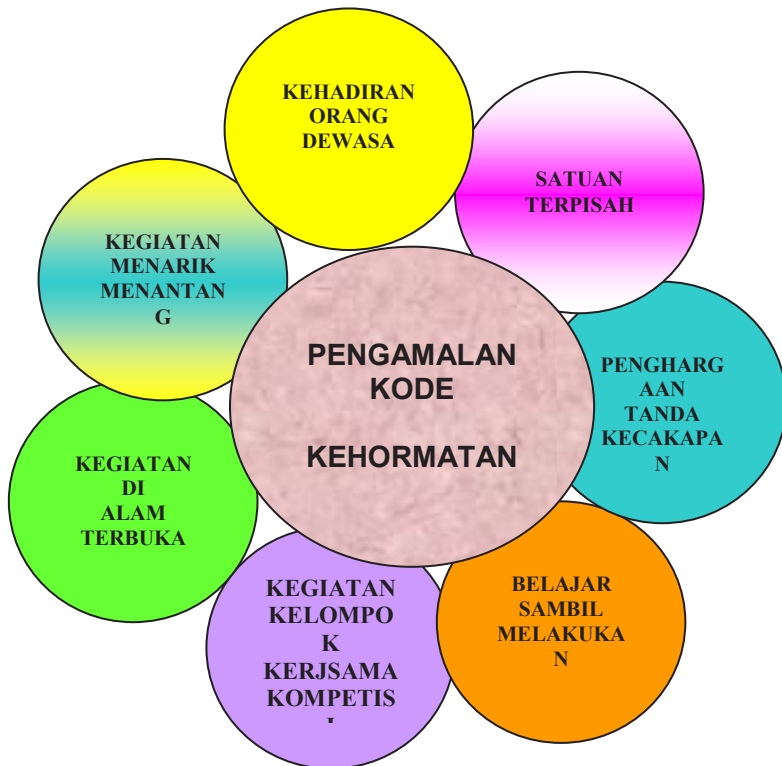 KEHADIRAN
ORANG
DEWASA
SATUAN
TERPISAH
KEGIATAN
MENARIK
MENANTAN
G
PENGAMALAN
KODE
KEHORMATAN
PENGHARG
AAN
TANDA
KECAKAPA
N
KEGIATAN
DI
ALAM
TERBUKA
KEGIATAN
KELOMPO
K
KERJSAMA
KOMPETIS
I
BELAJAR
SAMBIL
MELAKUKA
N